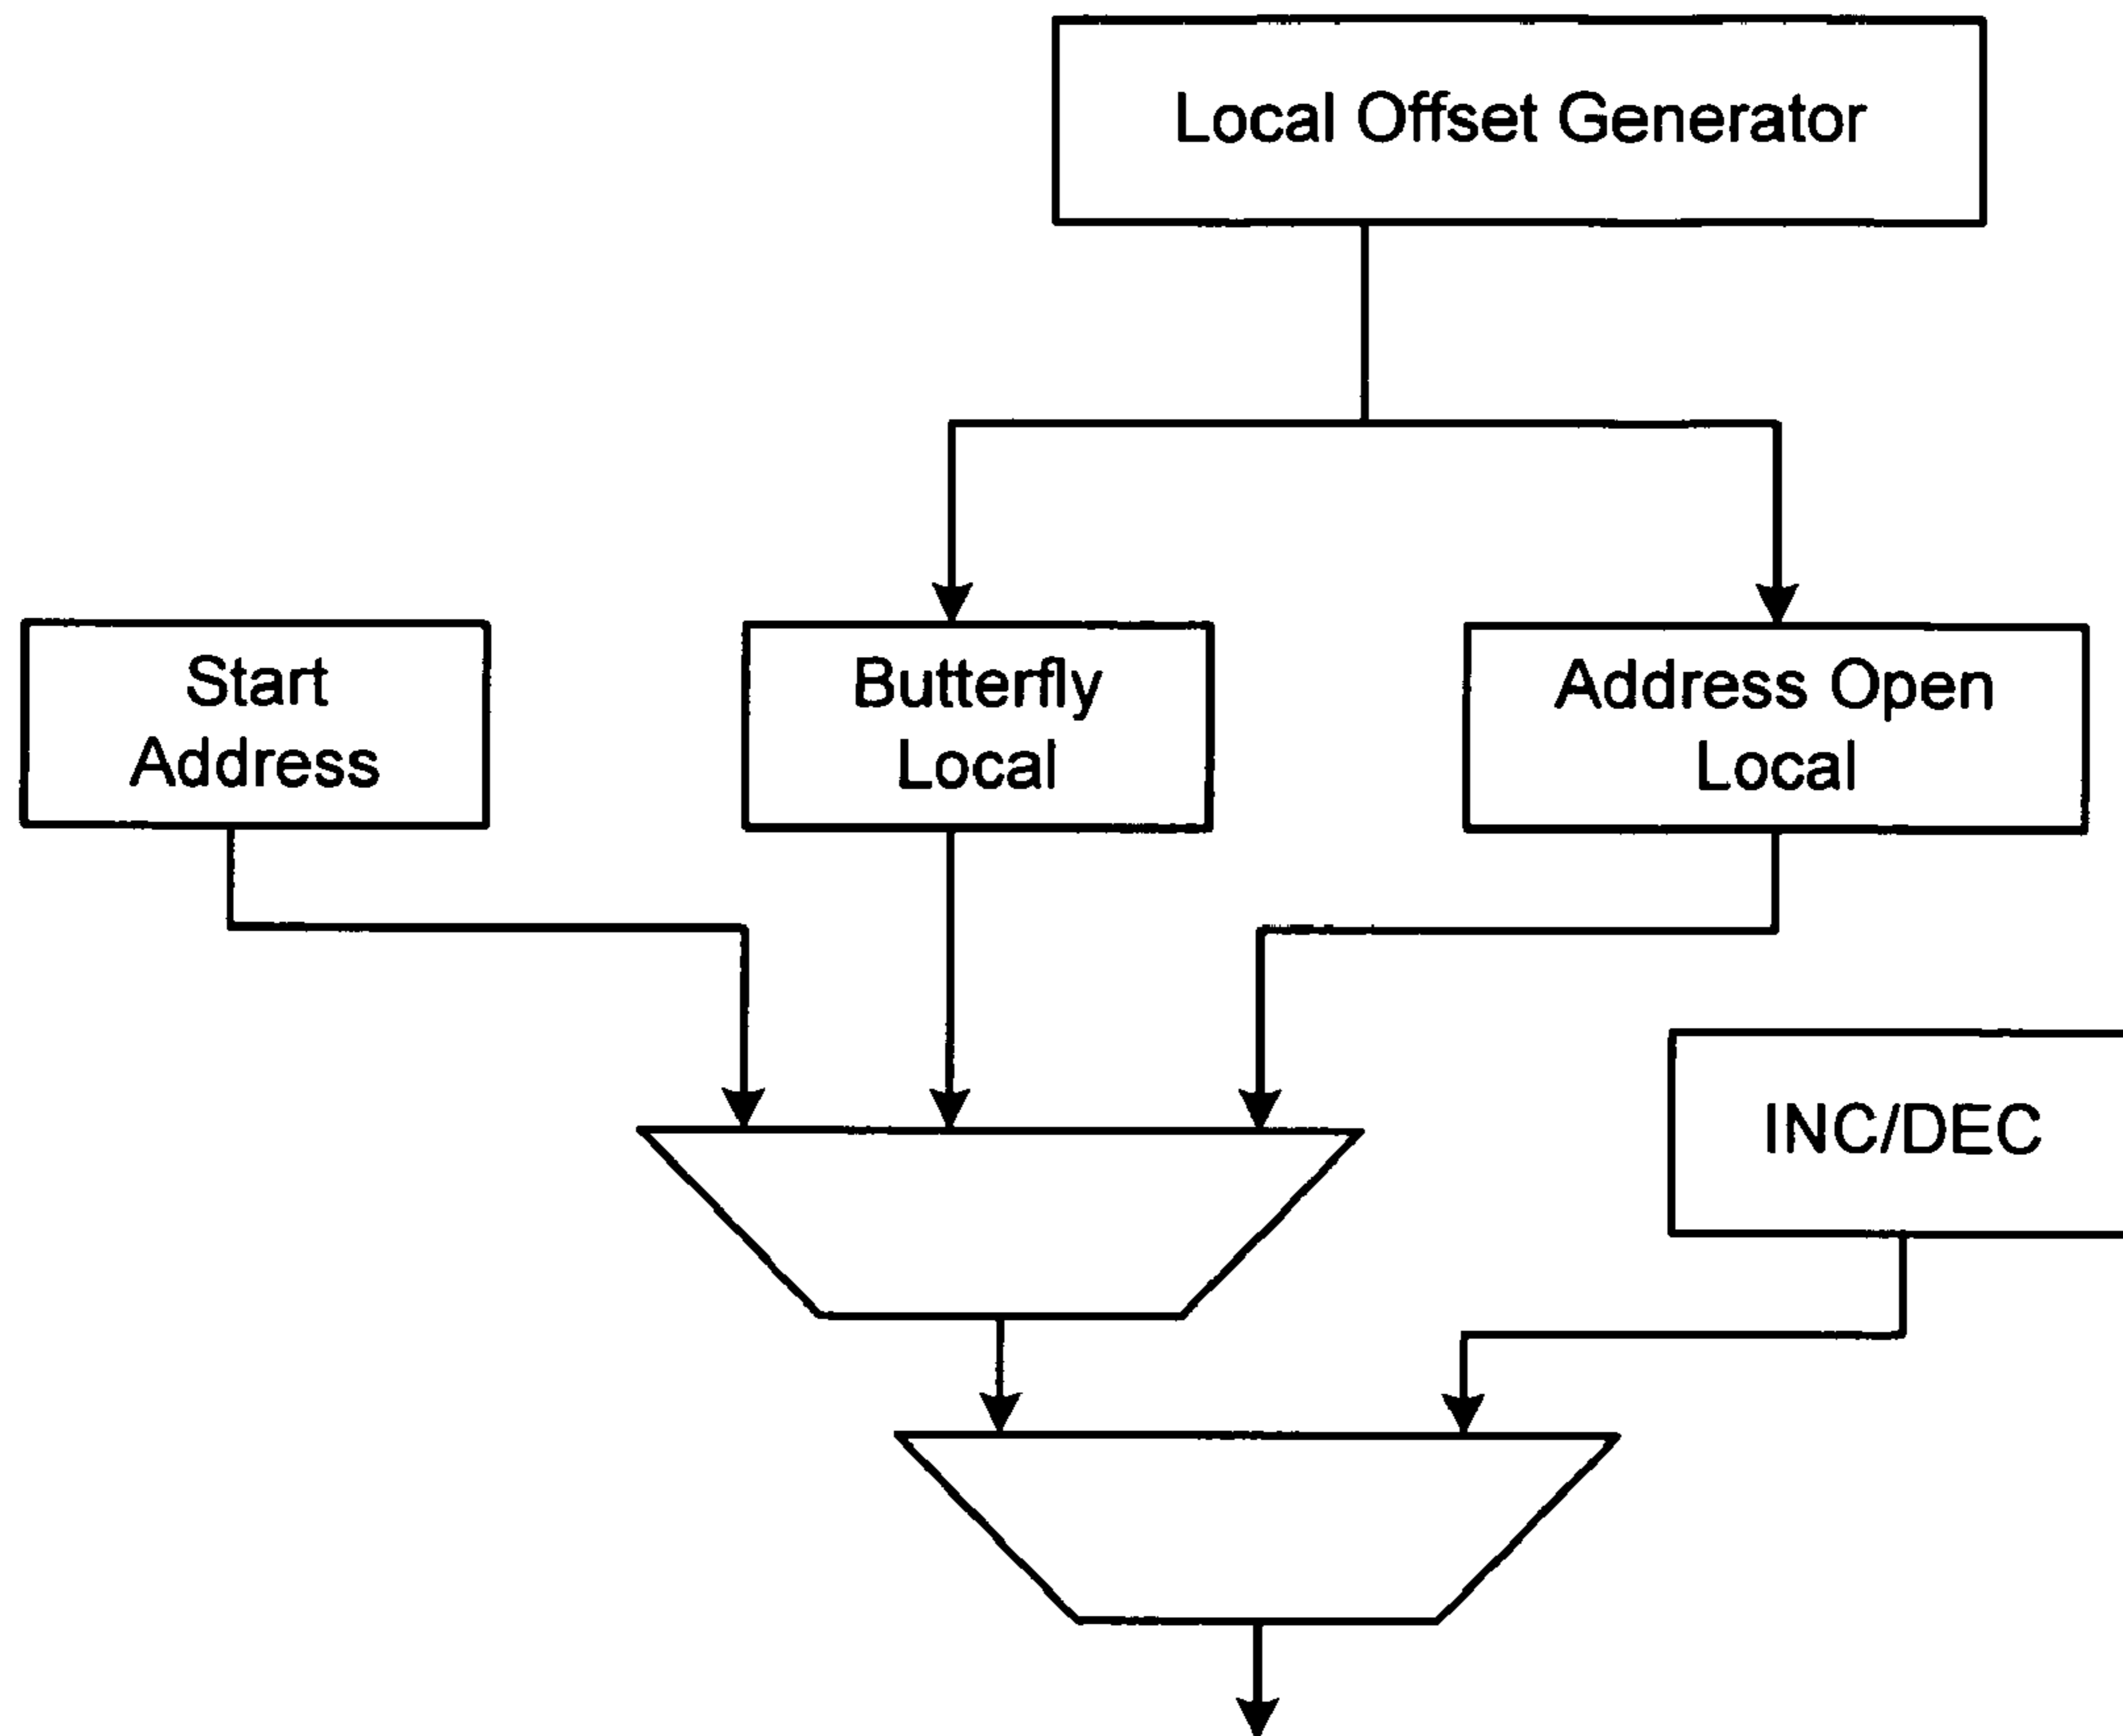 Local Offset Generator
Start
Address
Butterfly
Local
Address Open
Local
INC/DEC